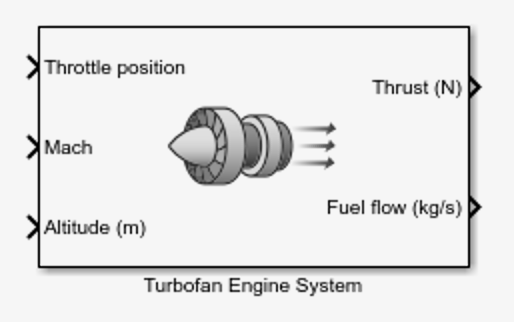 Throttle position
Thrust (N)
Mach
Fuel flow (kg/s)
Altitude (m)
Turbofan Engine System